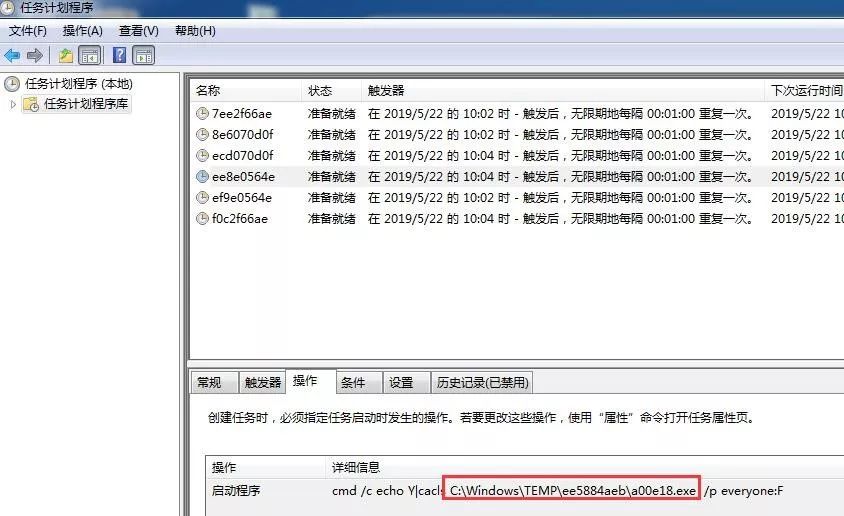 任务计划程序
文件(F) 操作(A) 查看(V) 帮助(H)
任务计划程序 (本地)
任务计划程序库
名称 状态 触发器 下次运行时间
7ee2f66ae 准备就绪 在 2019/5/22 的 10:02 时 - 触发后，无限期地每隔 00:01:00 重复一次。 2019/5/22 10
8e6070d0f 准备就绪 在 2019/5/22 的 10:02 时 - 触发后，无限期地每隔 00:01:00 重复一次。 2019/5/22 10
ecd070d0f 准备就绪 在 2019/5/22 的 10:04 时 - 触发后，无限期地每隔 00:01:00 重复一次。 2019/5/22 10
ee8e0564e 准备就绪 在 2019/5/22 的 10:04 时 - 触发后，无限期地每隔 00:01:00 重复一次。 2019/5/22 10
ef9e0564e 准备就绪 在 2019/5/22 的 10:02 时 - 触发后，无限期地每隔 00:01:00 重复一次。 2019/5/22 10
f0c2f66ae 准备就绪 在 2019/5/22 的 10:04 时 - 触发后，无限期地每隔 00:01:00 重复一次。 2019/5/22 10
常规 触发器 操作 条件 设置 历史记录(已禁用)
创建任务时，必须指定任务启动时发生的操作。若要更改这些操作，使用“属性”命令打开任务属性页。
操作 详细信息
启动程序 cmd /c echo Y|cacls C:\Windows\TEMP\ee5884aeb\a00e18.exe /p everyone:F